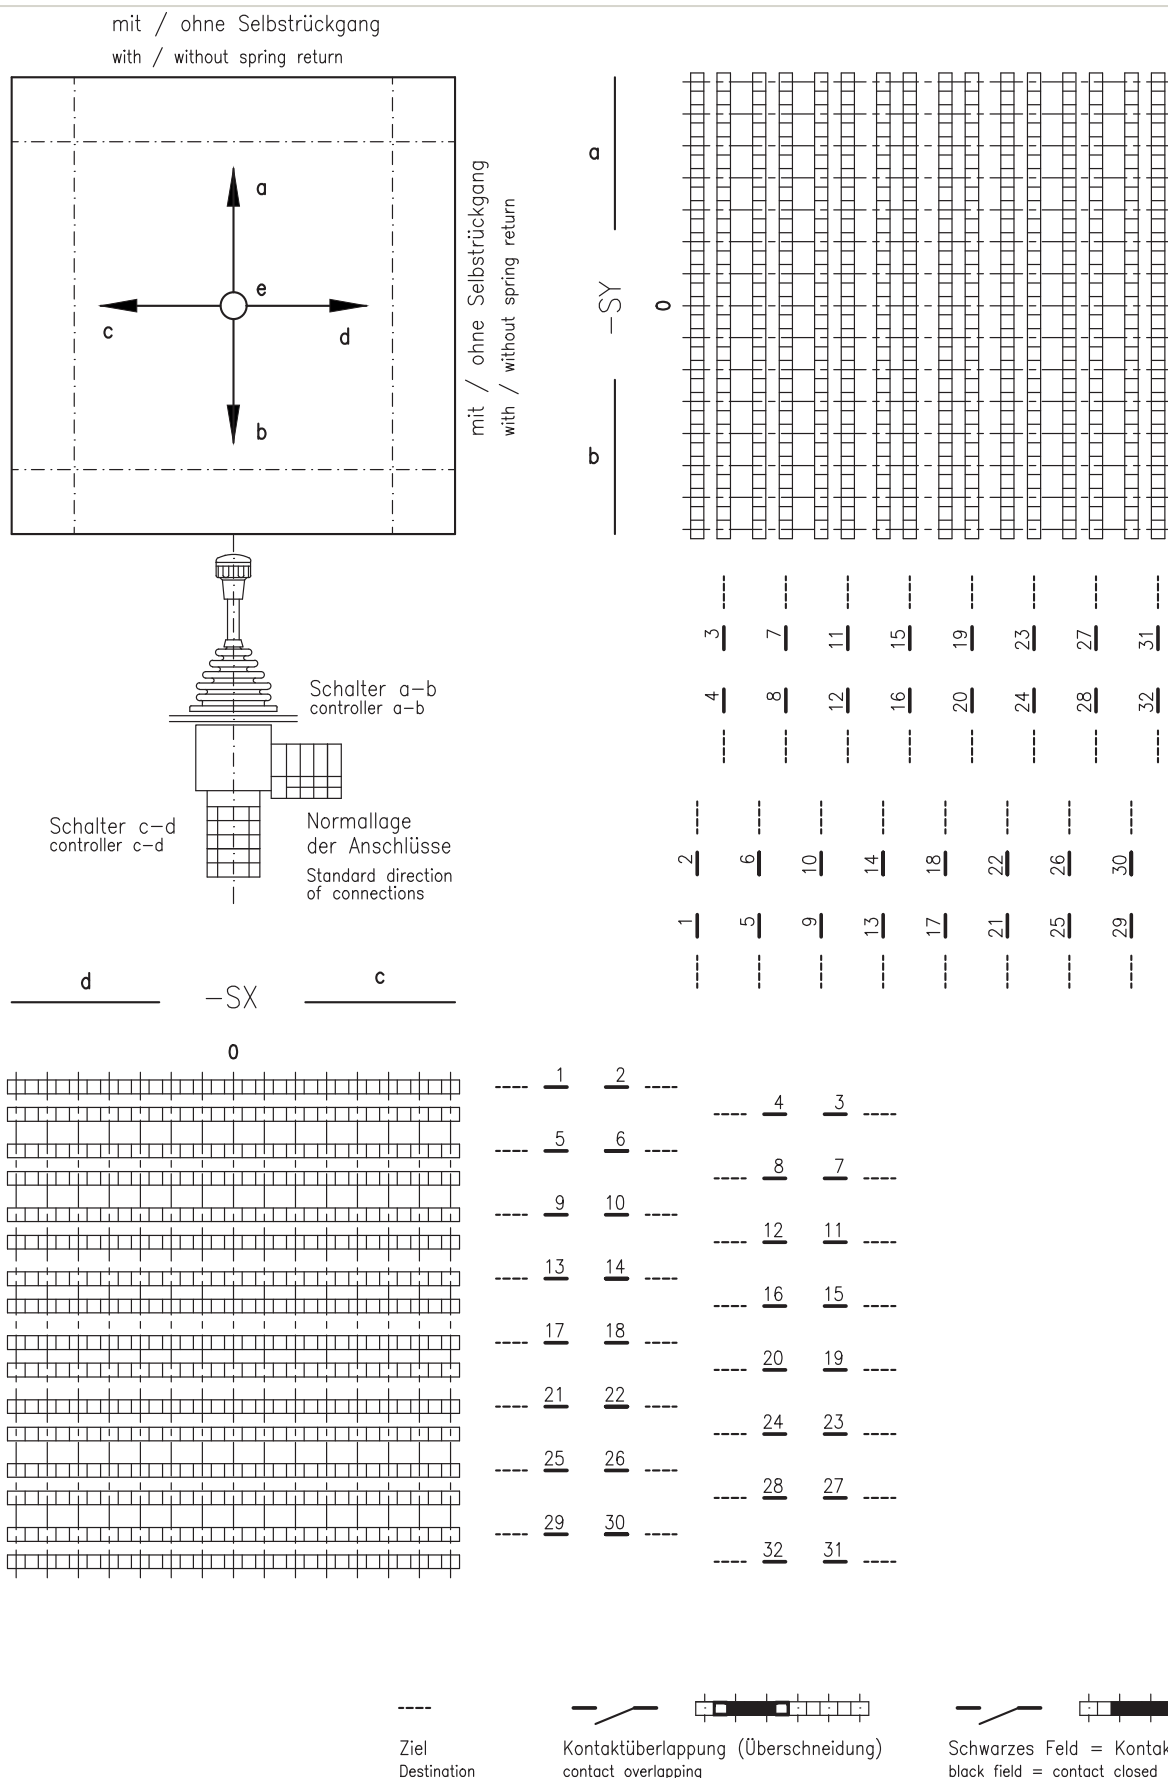 mit / ohne Selbstrückgang
with / without spring return
a
e
c
d
b
mit / ohne Selbstrückgang
with / without spring return
a
-SY
0
b
3 7 11 15 19 23 27 31
4 8 12 16 20 24 28 32
2 6 10 14 18 22 26 30
1 5 9 13 17 21 25 29
Schalter a-b
controller a-b
Schalter c-d
controller c-d
Normallage
der Anschlüsse
Standard direction
of connections
d
-SX
c
0
1 2
4 3
5 6
8 7
9 10
12 11
13 14
16 15
17 18
20 19
21 22
24 23
25 26
28 27
29 30
32 31
Ziel
Destination
Kontaktüberlappung (Überschneidung)
contact overlapping
Schwarzes Feld = Kontak
black field = contact closed